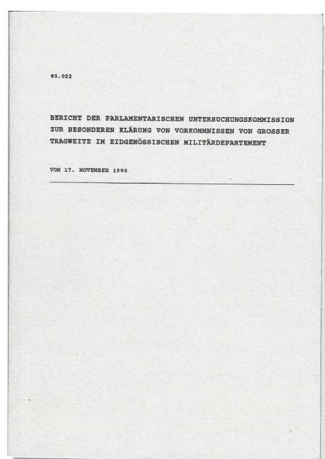 90.022
BERICHT DER PARLAMENTARISCHEN UNTERSUCHUNGSKOMMISSION
ZUR BESONDEREN KLÄRUNG VON VORKOMMNISSEN VON GROSSER
TRAGWEITE IM EIDGENÖSSISCHEN MILITÄRDEPARTEMENT
VOM 17. NOVEMBER 1990